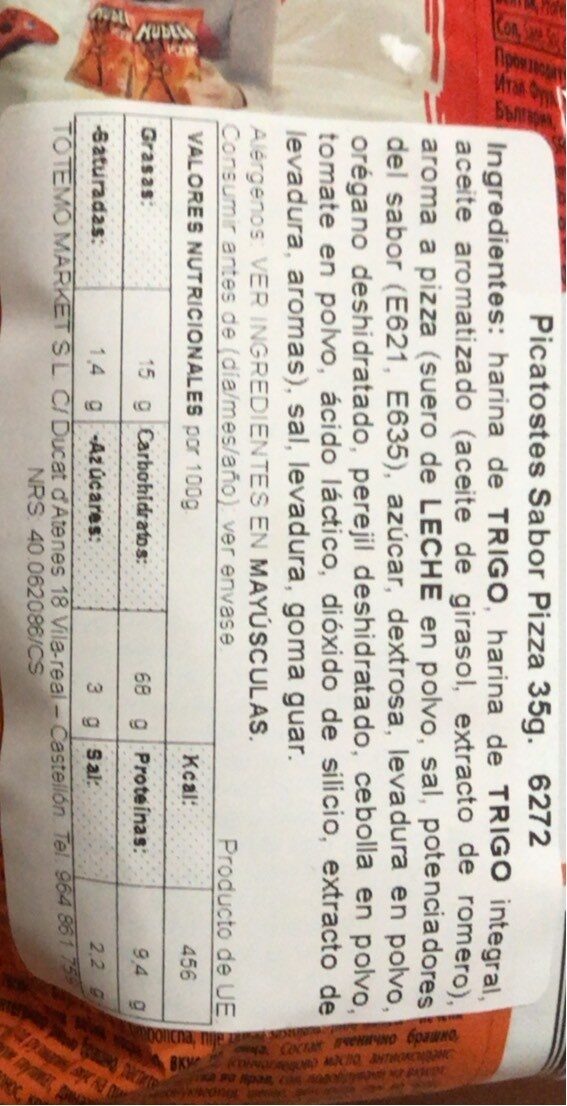 Picatostes Sabor Pizza 35g. 6272
Ingredientes: harina de TRIGO, harina de TRIGO integral,
aceite aromatizado (aceite de girasol, extracto de romero),
aroma a pizza (suero de LECHE en polvo, sal, potenciadores
del sabor (E621, E635), azúcar, dextrosa, levadura en polvo,
orégano deshidratado, perejil deshidratado, cebolla en polvo,
tomate en polvo, ácido láctico, dióxido de silicio, extracto de
levadura, aromas), sal, levadura, goma guar.
Alérgenos: VER INGREDIENTES EN MAYÚSCULAS.
Consumir antes de (día/mes/año): ver envase Producto de UE
VALORES NUTRICIONALES por 100g. Kcal: 456
Grasas: 15 g Carbohidratos: 68 g Proteínas: 9,4 g
-Saturadas: 1,4 g -Azúcares: 3 g Sal: 2,2 g
TOTEMO MARKET S.L. C/ Ducat d'Atenes 18 Vila-real – Castellón. Tel. 964 861
NRS: 40.062086/CS